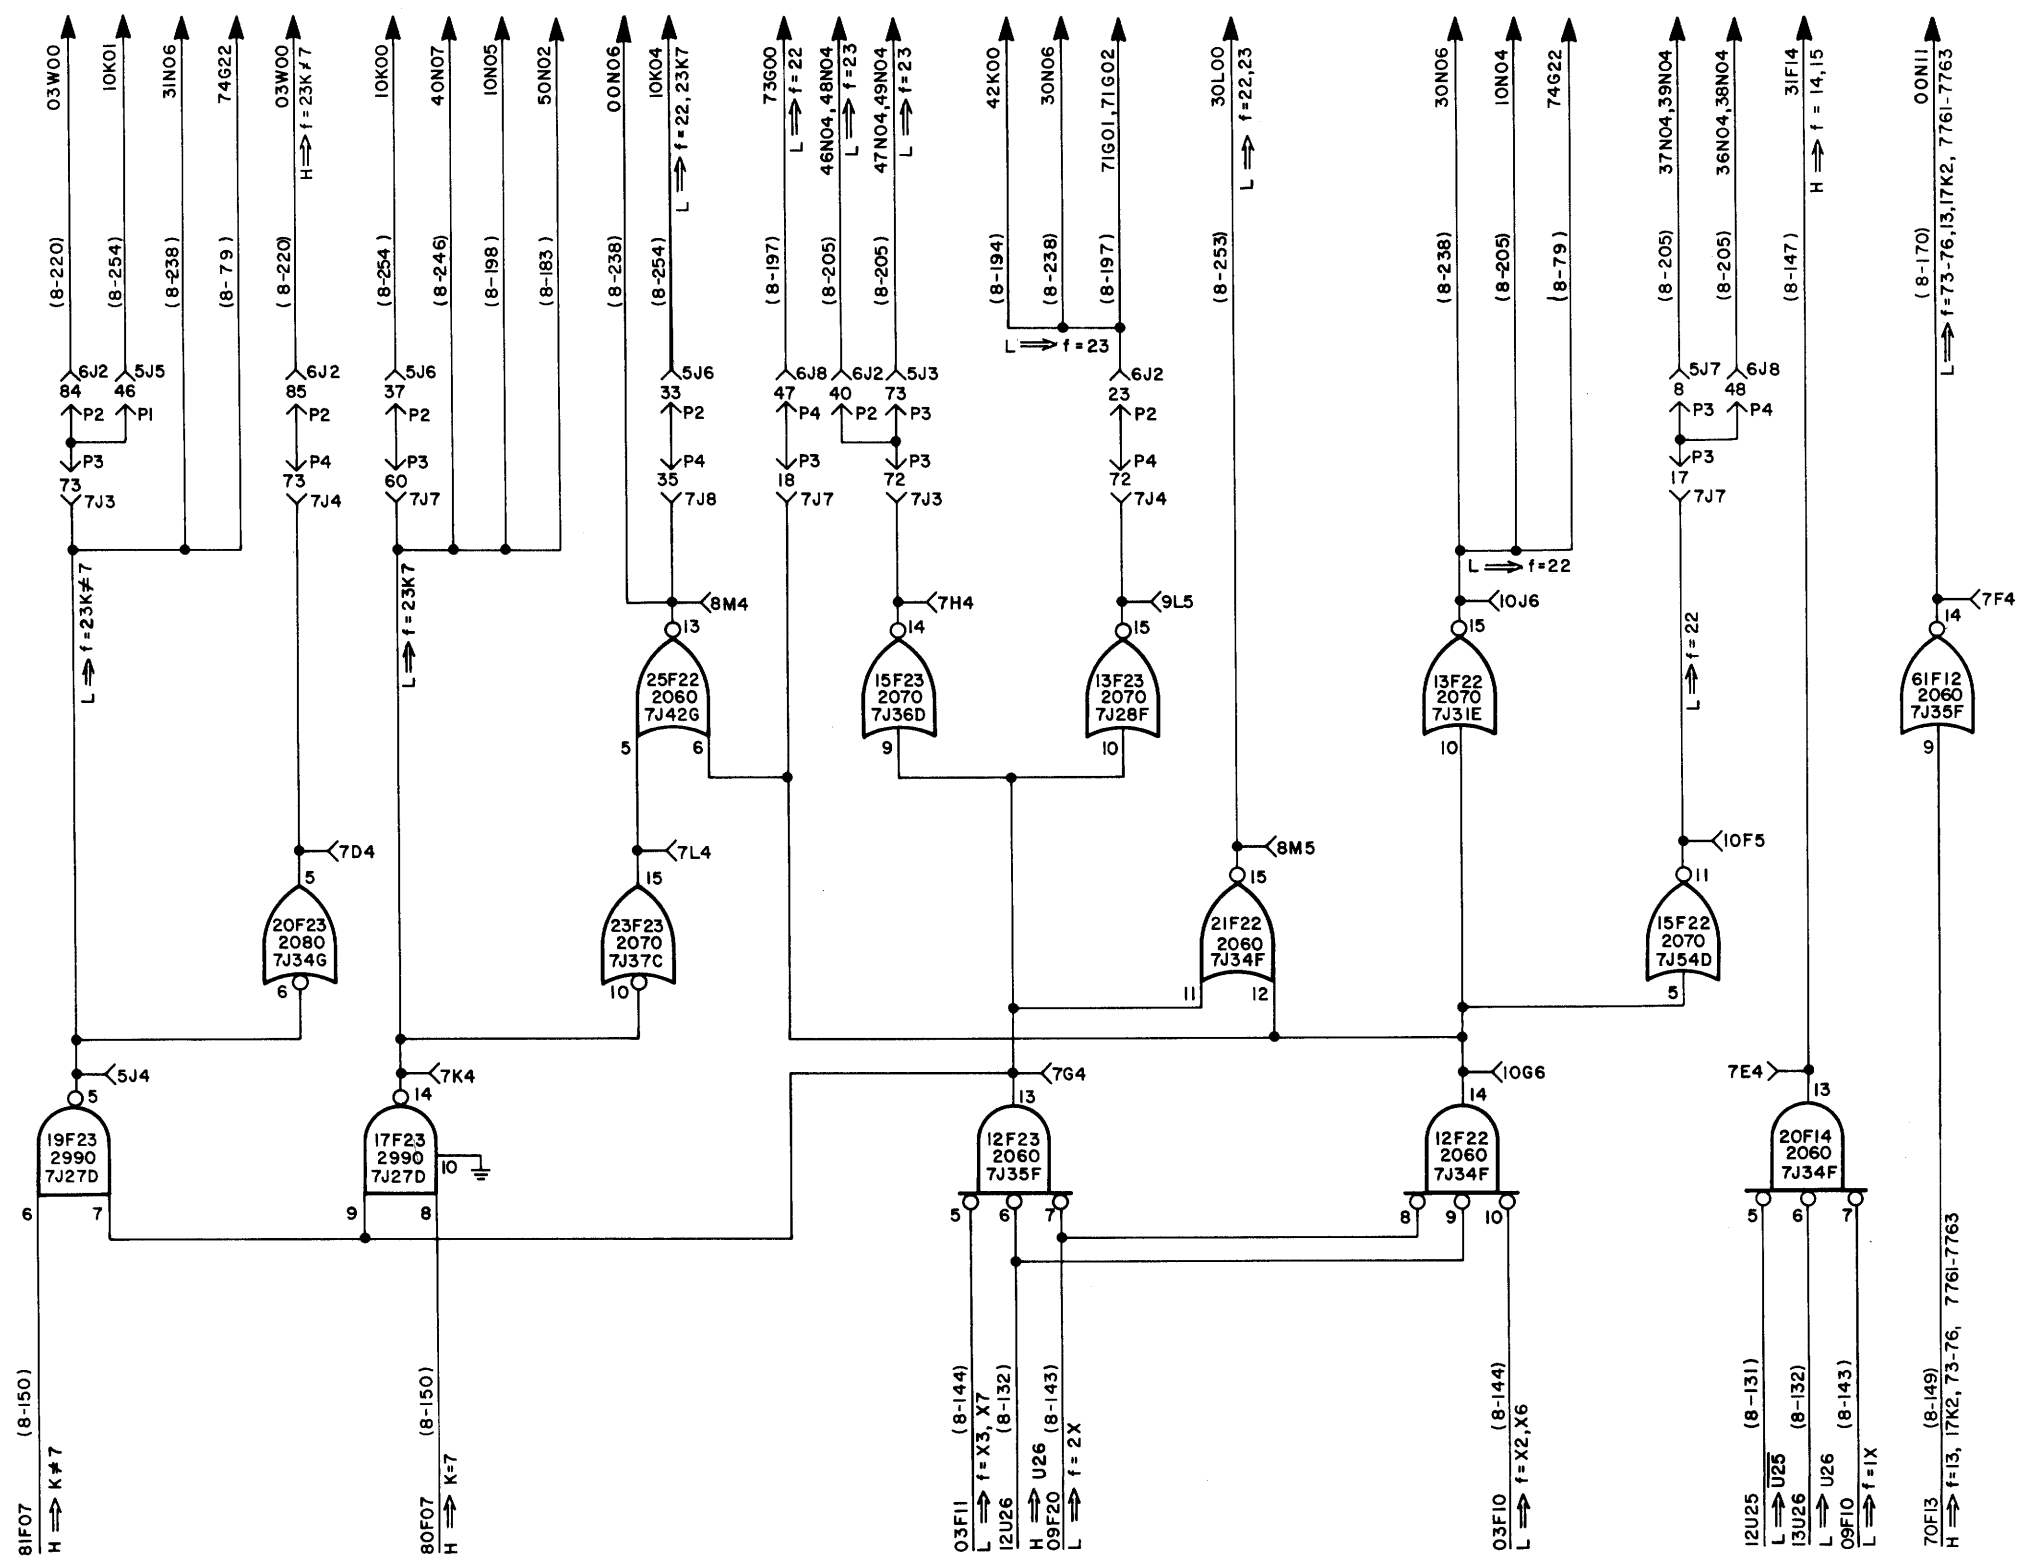 03W00
10K01
31N06
74G22
03W00
H ⟹ f=23K≠7
10K00
40N07
10N05
50N02
00N06
10K04
L ⟹ f=22, 23K7
73G00
L ⟹ f=22
46N04,48N04
L ⟹ f=23
47N04,49N04
L ⟹ f=23
42K00
30N06
71G01,71G02
30L00
L ⟹ f=22,23
30N06
10N04
74G22
37N04,39N04
36N04,38N04
31F14
H ⟹ f = 14,15
00N11
L ⟹ f=73-76,13,17K2, 7761-7763
(8-220)
(8-254)
(8-238)
(8-79)
(8-220)
(8-254)
(8-246)
(8-198)
(8-183)
(8-238)
(8-254)
(8-197)
(8-205)
(8-205)
(8-194)
(8-238)
(8-197)
(8-253)
(8-238)
(8-205)
(8-79)
(8-205)
(8-205)
(8-147)
(8-170)
L ⟹ f=23
6J2
84
P2
5J5
46
P1
6J2
85
P2
5J6
37
P2
5J6
33
P2
6J8
47
P4
6J2
40
P2
5J3
73
P3
6J2
23
P2
5J7
8
P3
6J8
48
P4
P3
73
7J3
P4
73
7J4
P3
60
7J7
P4
35
7J8
P3
18
7J7
P3
72
7J3
P4
72
7J4
P3
17
7J7
L ⟹ f=23K≠7
L ⟹ f=23K7
L ⟹ f=22
L ⟹ f=22
8M4
13
25F22
2060
7J42G
5
6
7H4
14
15F23
2070
7J36D
9
9L5
15
13F23
2070
7J28F
10
10J6
15
13F22
2070
7J31E
10
7F4
14
61F12
2060
7J35F
9
7D4
5
20F23
2080
7J34G
6
7L4
15
23F23
2070
7J37C
10
8M5
15
21F22
2060
7J34F
11
12
10F5
11
15F22
2070
7J54D
5
5J4
5
19F23
2990
7J27D
6
7
7K4
14
17F23
2990
7J27D
10
9
8
7G4
13
12F23
2060
7J35F
5
6
7
10G6
14
12F22
2060
7J34F
8
9
10
7E4
13
20F14
2060
7J34F
5
6
7
81F07
(8-150)
H ⟹ K≠7
80F07
(8-150)
H ⟹ K=7
03F11
(8-144)
L ⟹ f=X3, X7
12U26
(8-132)
H ⟹ U26
09F20
(8-143)
L ⟹ f=2X
03F10
(8-144)
L ⟹ f=X2,X6
12U25
(8-131)
L ⟹ U̅2̅5̅
13U26
(8-132)
L ⟹ U26
09F10
(8-143)
L ⟹ f=1X
70F13
(8-149)
H ⟹ f=13, 17K2, 73-76, 7761-7763